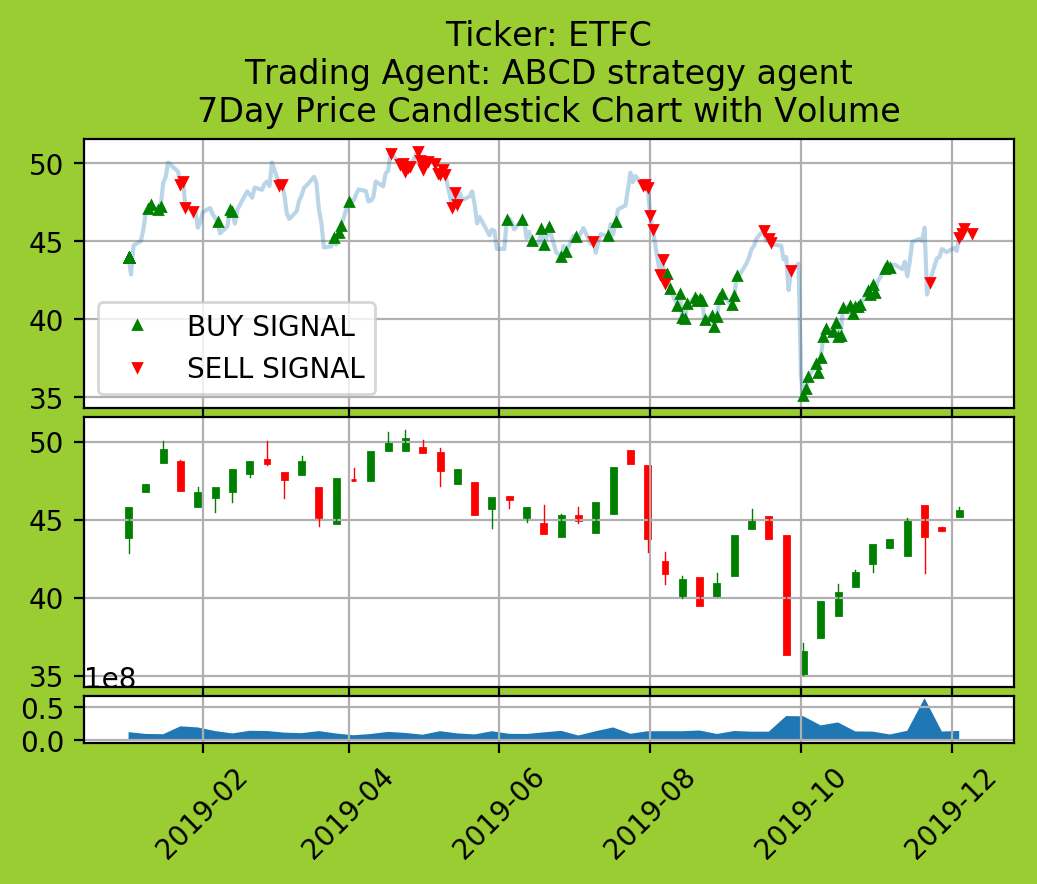 Ticker: ETFC
Trading Agent: ABCD strategy agent
7Day Price Candlestick Chart with Volume
50
45
40
35
BUY SIGNAL
SELL SIGNAL
50
45
40
35
1e8
0.5
0.0
2019-02
2019-04
2019-06
2019-08
2019-10
2019-12